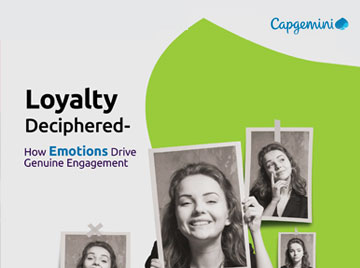 Capgemini
Loyalty
Deciphered-
How Emotions Drive
Genuine Engagement